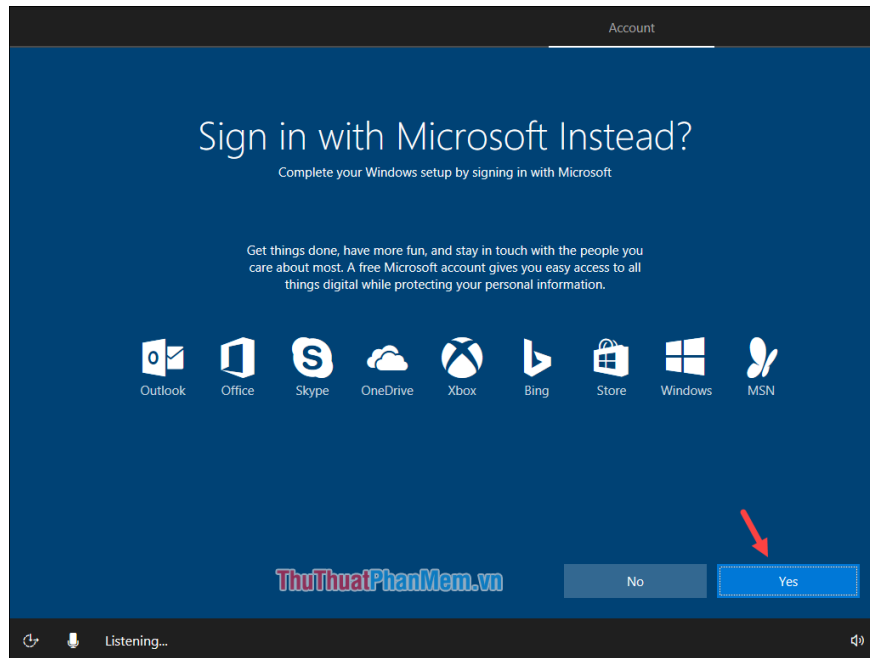 Account
Sign in with Microsoft Instead?
Complete your Windows setup by signing in with Microsoft
Get things done, have more fun, and stay in touch with the people you
care about most. A free Microsoft account gives you easy access to all
things digital while protecting your personal information.
Outlook Office Skype OneDrive Xbox Bing Store Windows MSN
ThuThuatPhanMem.vn
No Yes
Listening...